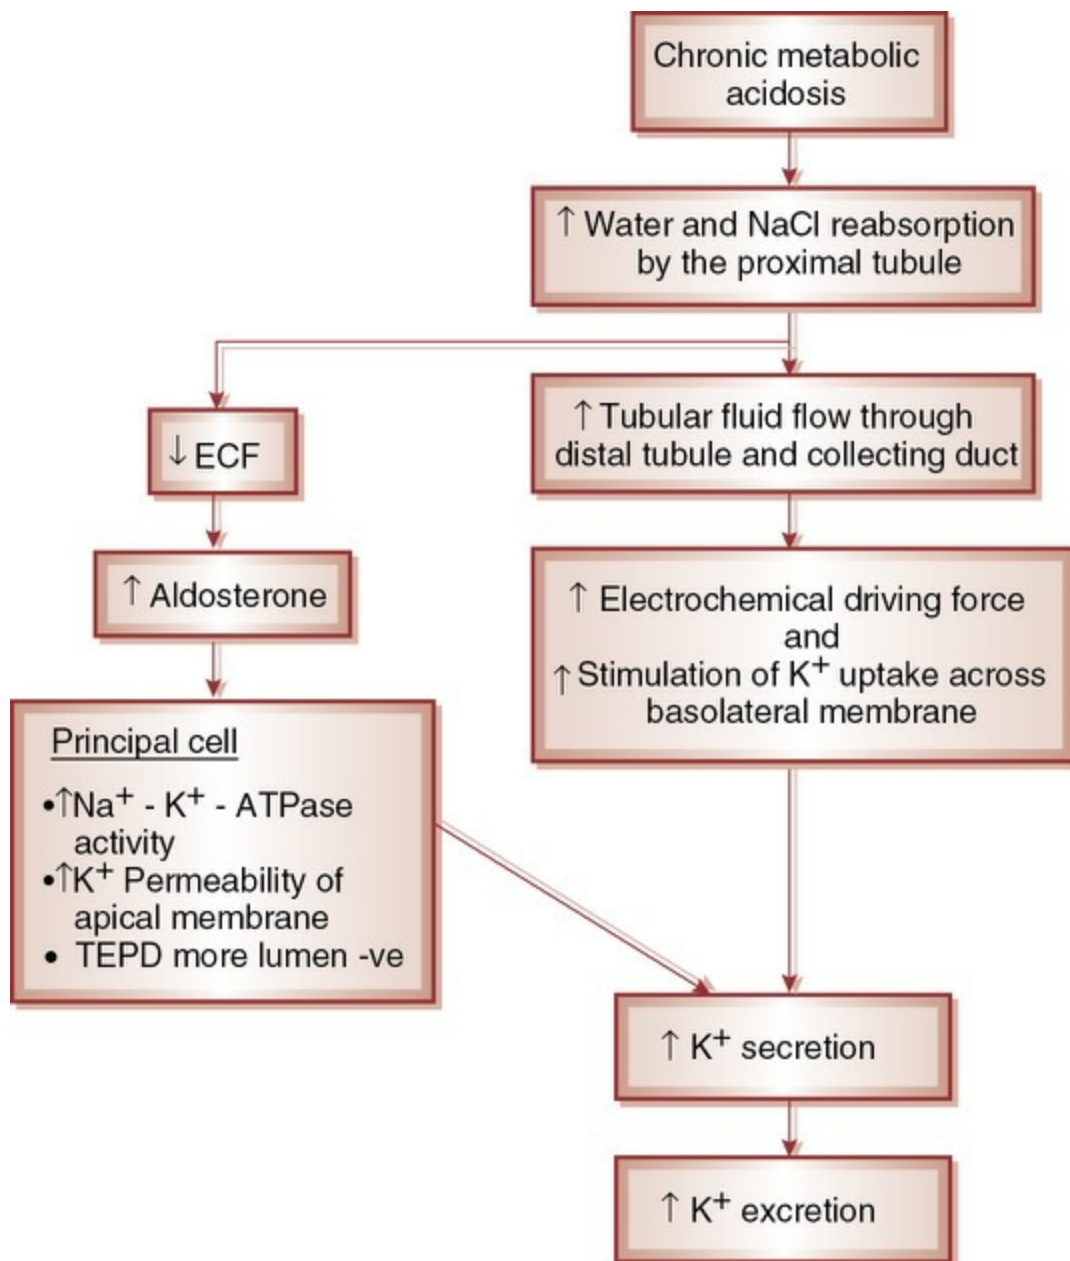 Chronic metabolic
acidosis
↑ Water and NaCl reabsorption
by the proximal tubule
↑ Tubular fluid flow through
distal tubule and collecting duct
↓ ECF
↑ Aldosterone
↑ Electrochemical driving force
and
↑ Stimulation of K⁺ uptake across
basolateral membrane
Principal cell
•↑Na⁺ - K⁺ - ATPase
activity
•↑K⁺ Permeability of
apical membrane
• TEPD more lumen -ve
↑ K⁺ secretion
↑ K⁺ excretion